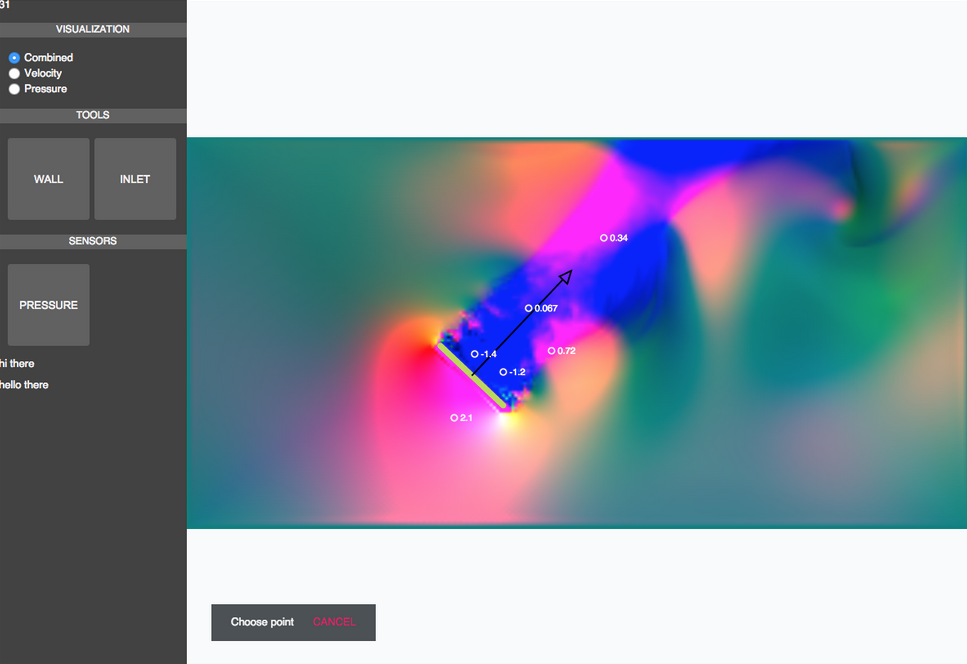 31
VISUALIZATION
Combined
Velocity
Pressure
TOOLS
WALL INLET
SENSORS
PRESSURE
hi there
hello there
0.34
0.067
-1.4
0.72
-1.2
2.1
Choose point CANCEL